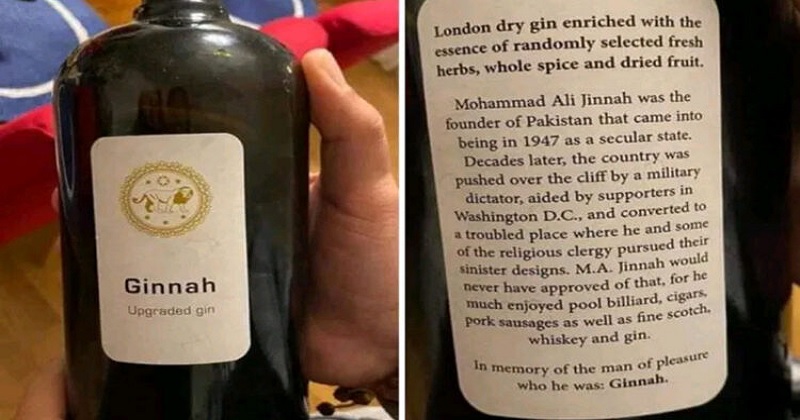 Ginnah
Upgraded gin
London dry gin enriched with the
essence of randomly selected fresh
herbs, whole spice and dried fruit.
Mohammad Ali Jinnah was the
founder of Pakistan that came into
being in 1947 as a secular state.
Decades later, the country was
pushed over the cliff by a military
dictator, aided by supporters in
Washington D.C., and converted to
a troubled place where he and some
of the religious clergy pursued their
sinister designs. M.A. Jinnah would
never have approved of that, for he
much enjoyed pool billiard, cigars,
pork sausages as well as fine scotch,
whiskey and gin.
In memory of the man of pleasure
who he was: Ginnah.